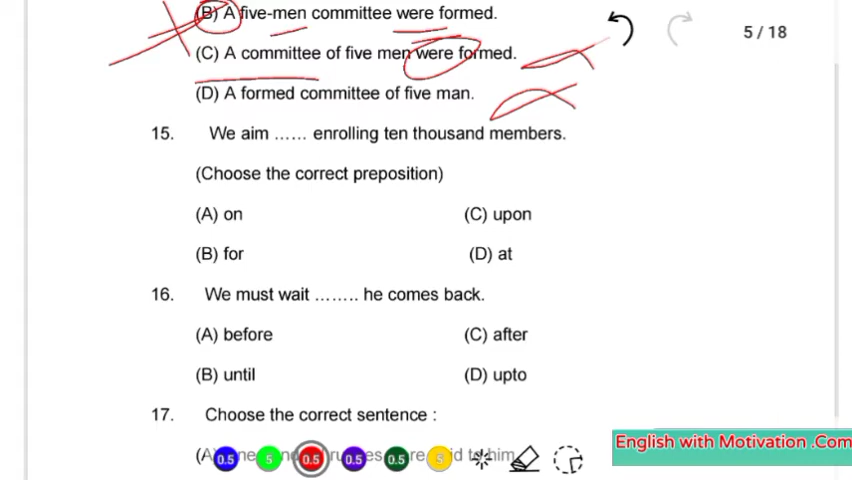 (B) A five-men committee were formed.
5 / 18
(C) A committee of five men were formed.
(D) A formed committee of five man.
15. We aim ...... enrolling ten thousand members.
(Choose the correct preposition)
(A) on (C) upon
(B) for (D) at
16. We must wait ........ he comes back.
(A) before (C) after
(B) until (D) upto
17. Choose the correct sentence :
English with Motivation .Com
to him
0.5 5 0.5 0.5 0.5 5